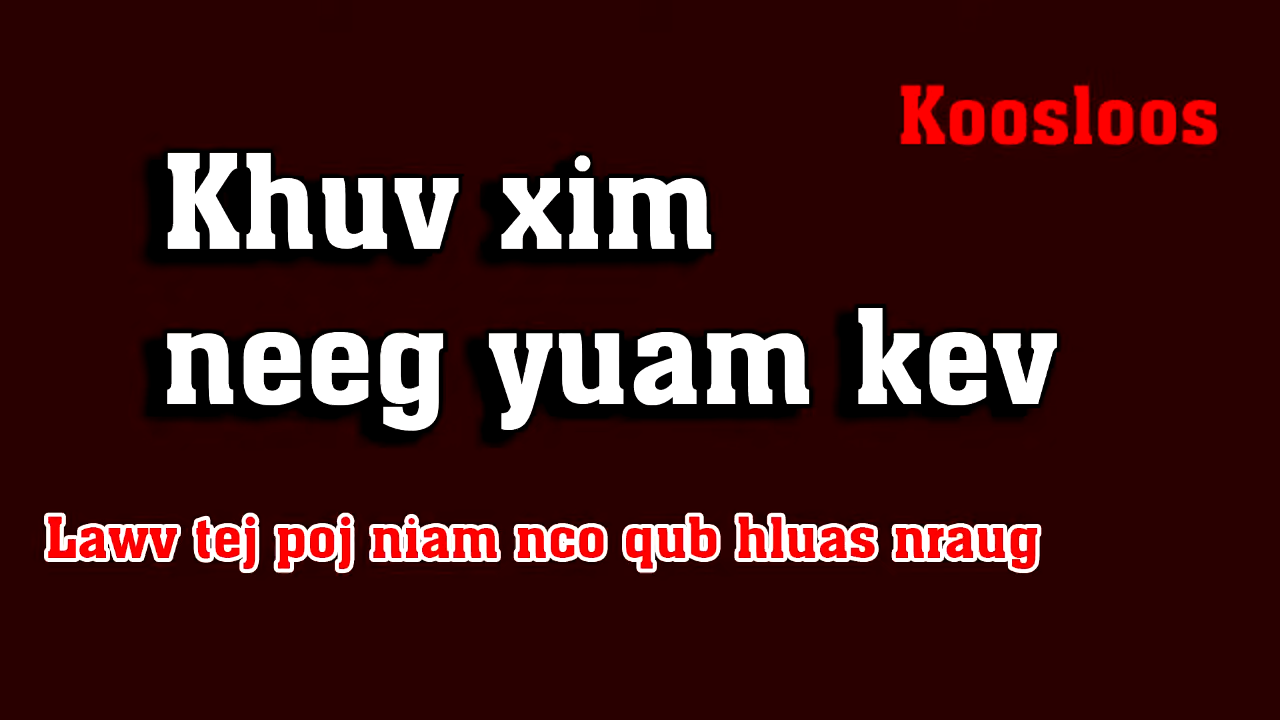 Koosloos
Khuv xim
neeg yuam kev
Lawv tej poj niam nco qub hluas nraug